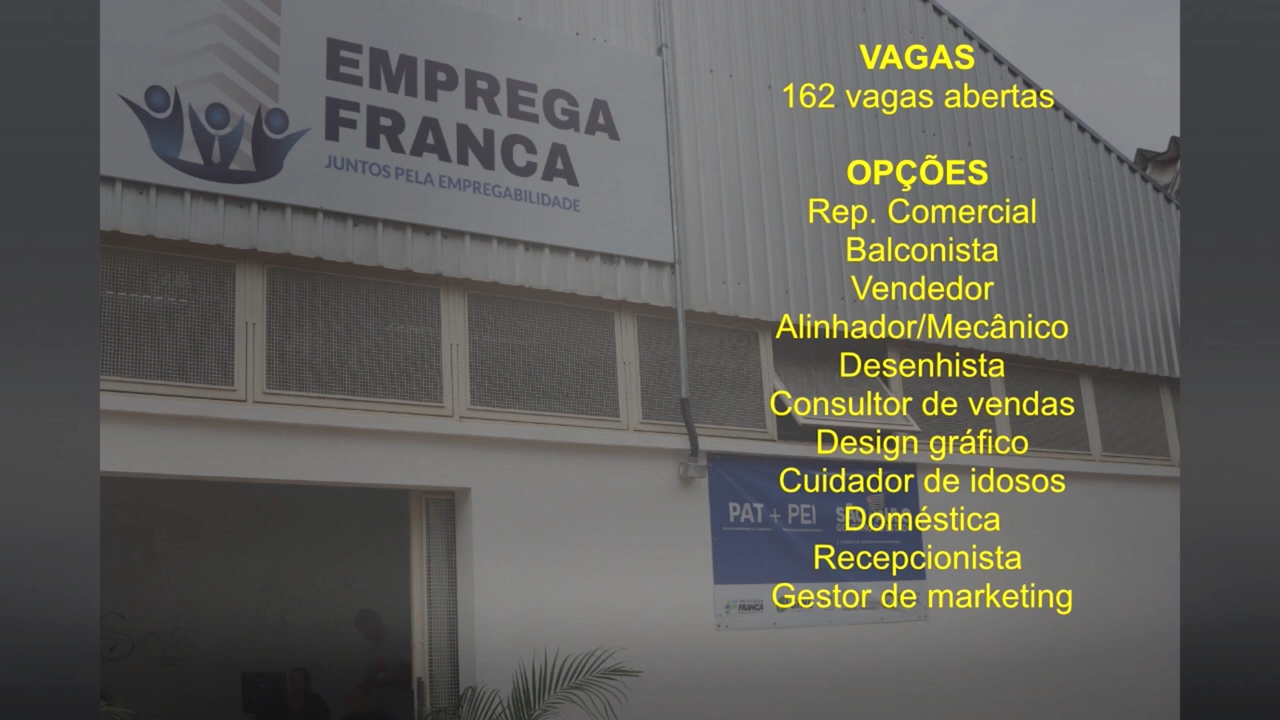 EMPREGA
FRANCA
JUNTOS PELA EMPREGABILIDADE
VAGAS
162 vagas abertas
OPÇÕES
Rep. Comercial
Balconista
Vendedor
Alinhador/Mecânico
Desenhista
Consultor de vendas
Design gráfico
Cuidador de idosos
Doméstica
Recepcionista
Gestor de marketing
PAT + PEI
FRANCA